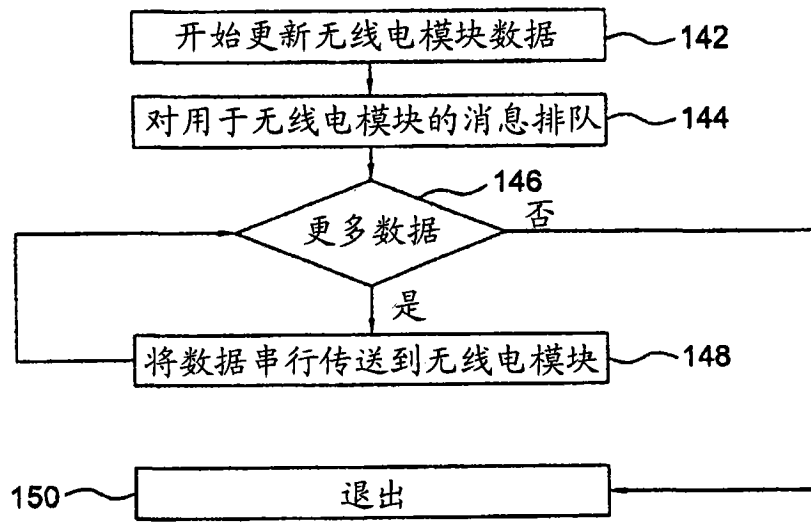 开始更新无线电模块数据
142
对用于无线电模块的消息排队
144
146
更多数据
否
是
将数据串行传送到无线电模块
148
150
退出